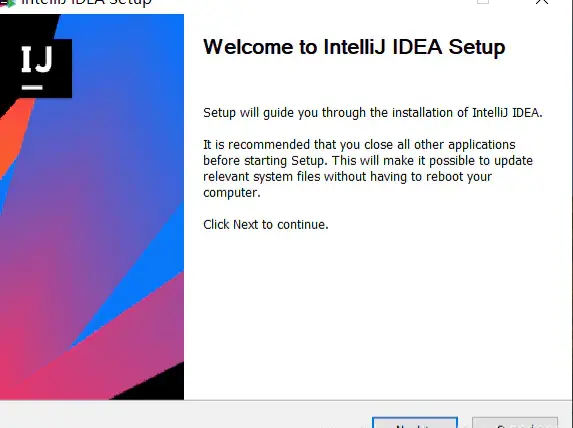 IntelliJ IDEA Setup
IJ
Welcome to IntelliJ IDEA Setup
Setup will guide you through the installation of IntelliJ IDEA.
It is recommended that you close all other applications
before starting Setup. This will make it possible to update
relevant system files without having to reboot your
computer.
Click Next to continue.